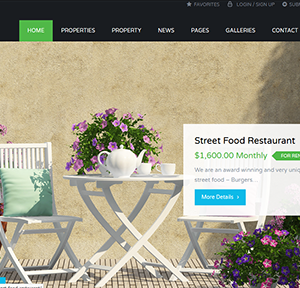 FAVORITES LOGIN / SIGN UP
HOME PROPERTIES PROPERTY NEWS PAGES GALLERIES CONTACT
Street Food Restaurant
$1,600.00 Monthly
FOR REN
We are an award winning and very uniq
street food – Burgers...
More Details